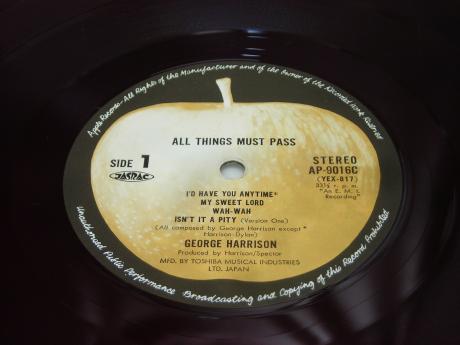 Apple Records-All Rights of the Manufacturer and of the Owner of the Recorded Work Reserved
ALL THINGS MUST PASS
SIDE 1
JASRAC
STEREO
AP-9016C
(YEX-817)
33⅓ r. p. m.
"An E. M. I.
Recording"
I'D HAVE YOU ANYTIME*
MY SWEET LORD
WAH-WAH
ISN'T IT A PITY (Version One)
(All composed by George Harrison except *
Harrison-Dylan)
GEORGE HARRISON
Produced by Harrison/Spector
MFD. BY TOSHIBA MUSICAL INDUSTRIES
LTD. JAPAN
Unauthorised Public Performance Broadcasting and Copying of this Record Prohibited